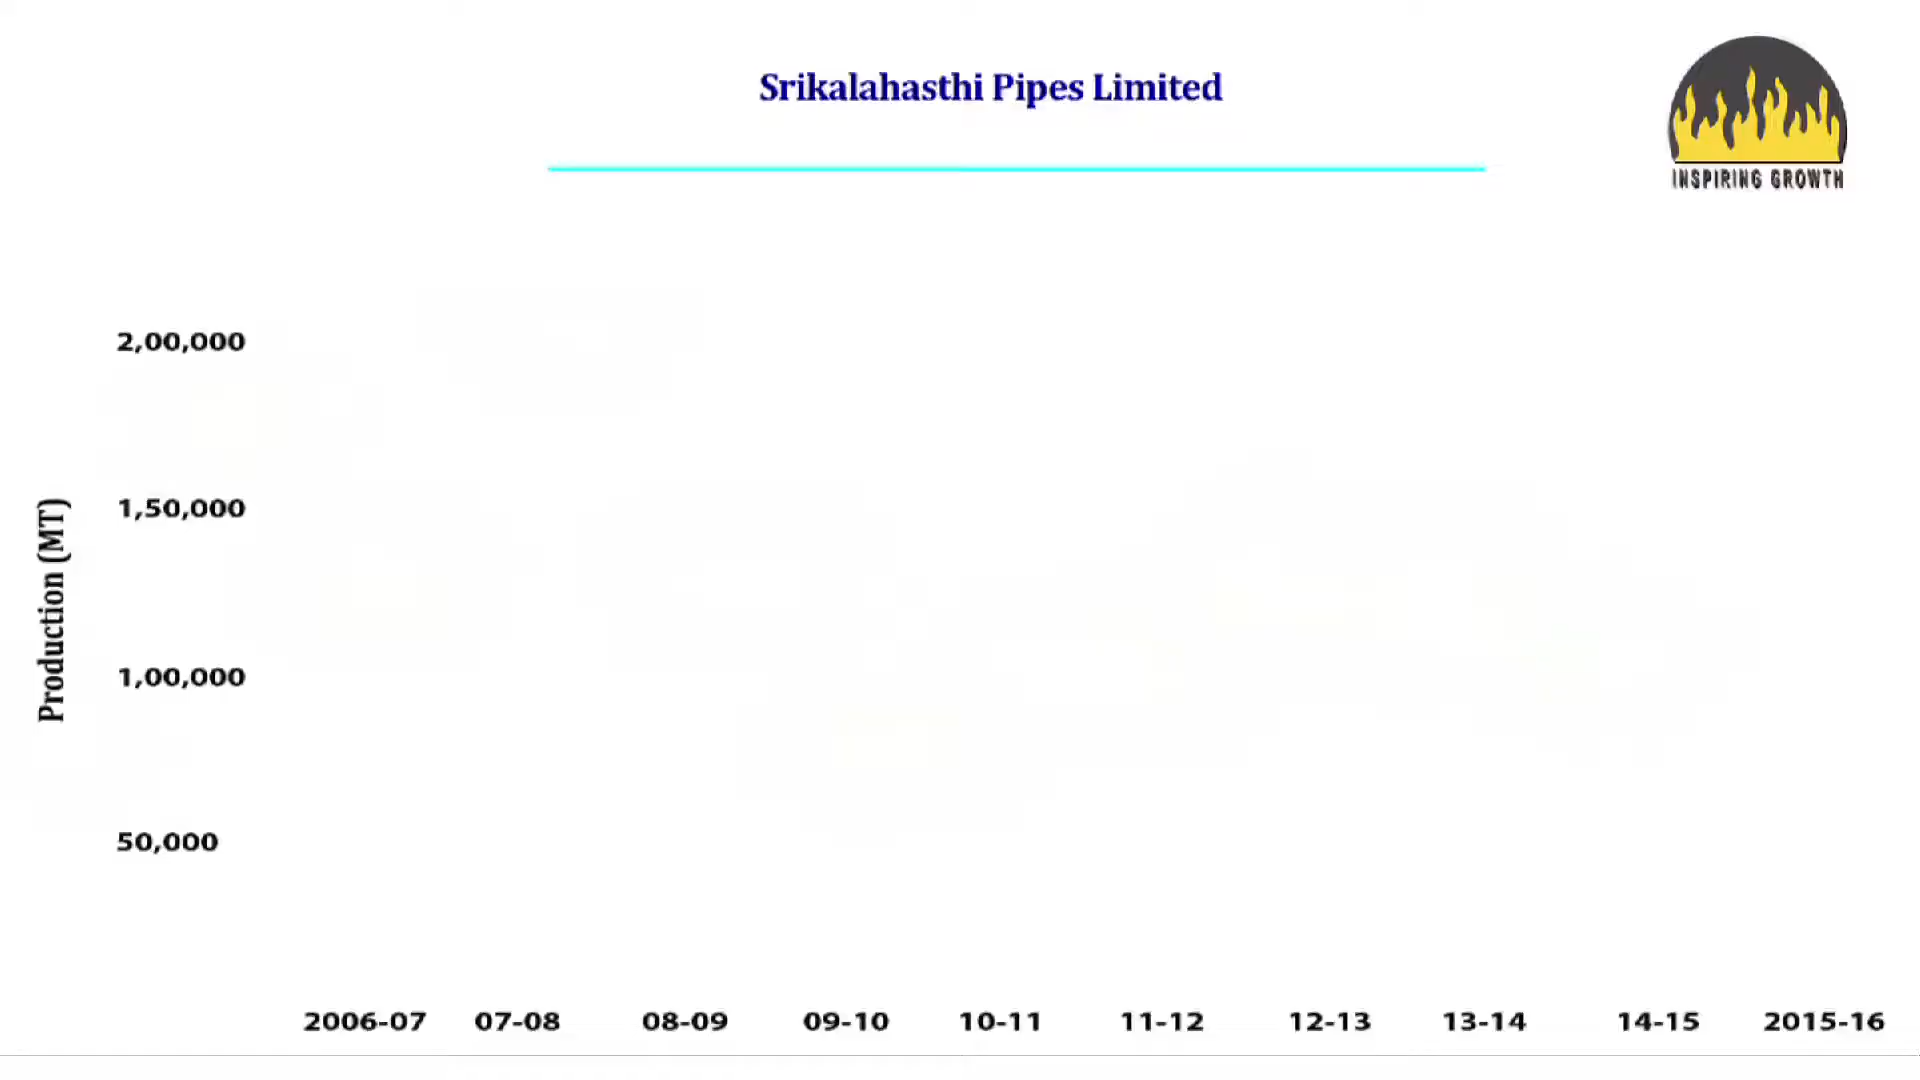 Srikalahasthi Pipes Limited
INSPIRING GROWTH
Production (MT)
2,00,000
1,50,000
1,00,000
50,000
2006-07 07-08 08-09 09-10 10-11 11-12 12-13 13-14 14-15 2015-16